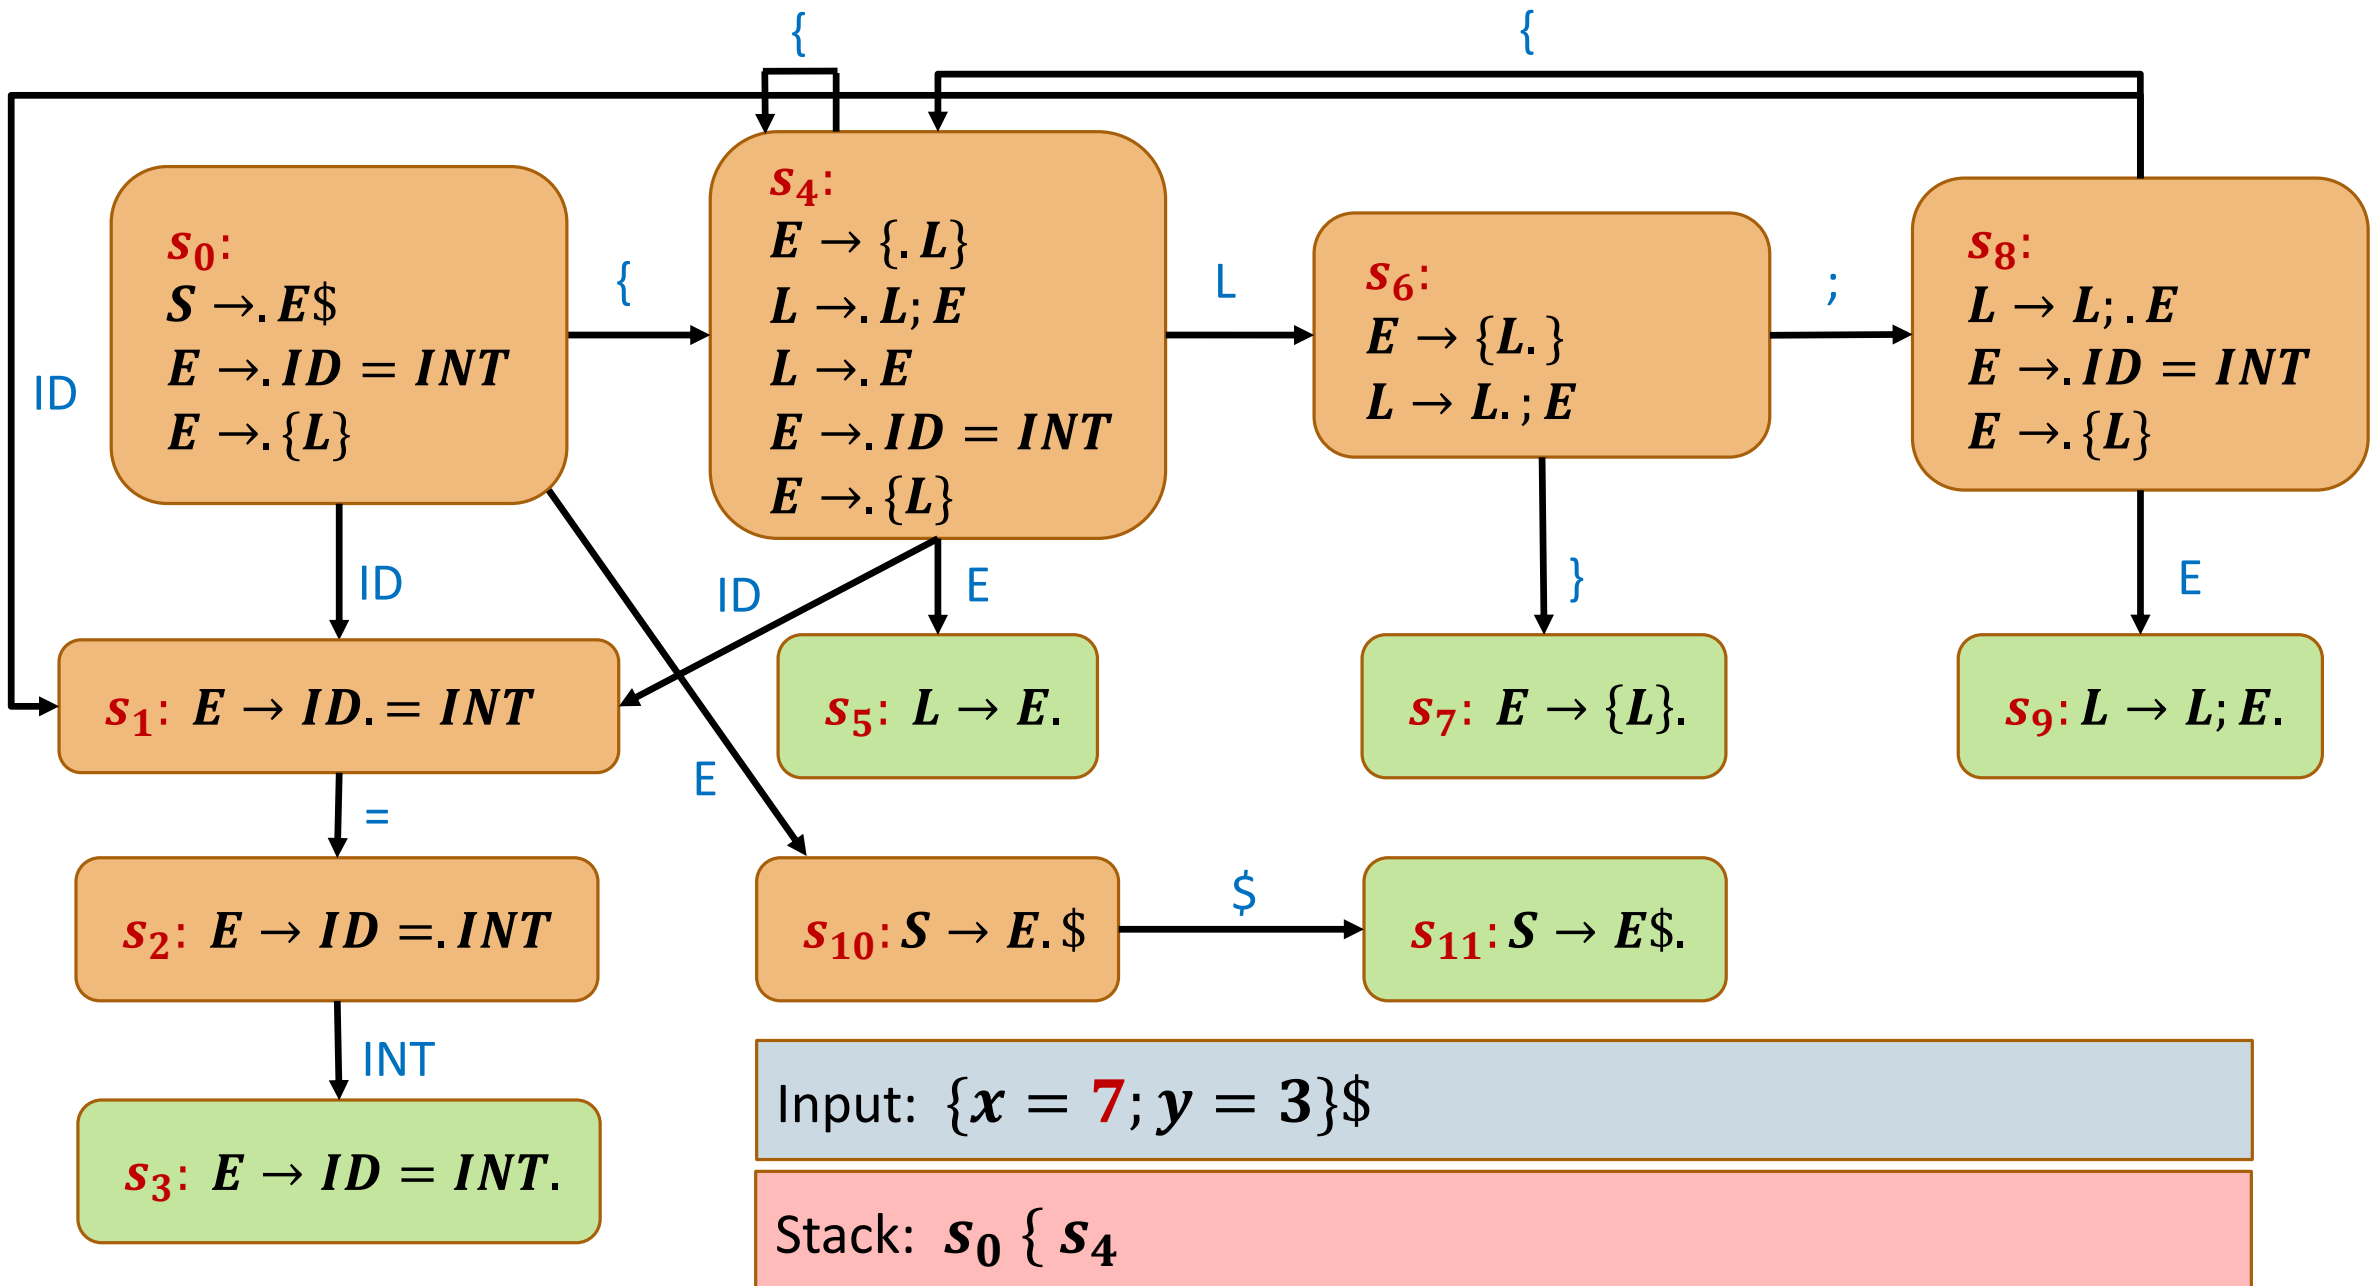 {
{
s₀:
S →. E$
E →. ID = INT
E →. {L}
{
s₄:
E → {. L}
L →. L; E
L →. E
E →. ID = INT
E →. {L}
L
s₆:
E → {L. }
L → L. ; E
;
s₈:
L → L; . E
E →. ID = INT
E →. {L}
ID
ID
ID
E
}
E
s₁: E → ID. = INT
s₅: L → E.
s₇: E → {L}.
s₉: L → L; E.
E
=
s₂: E → ID =. INT
s₁₀: S → E. $
$
s₁₁: S → E$.
INT
s₃: E → ID = INT.
Input: {x = 7; y = 3}$
Stack: s₀ { s₄